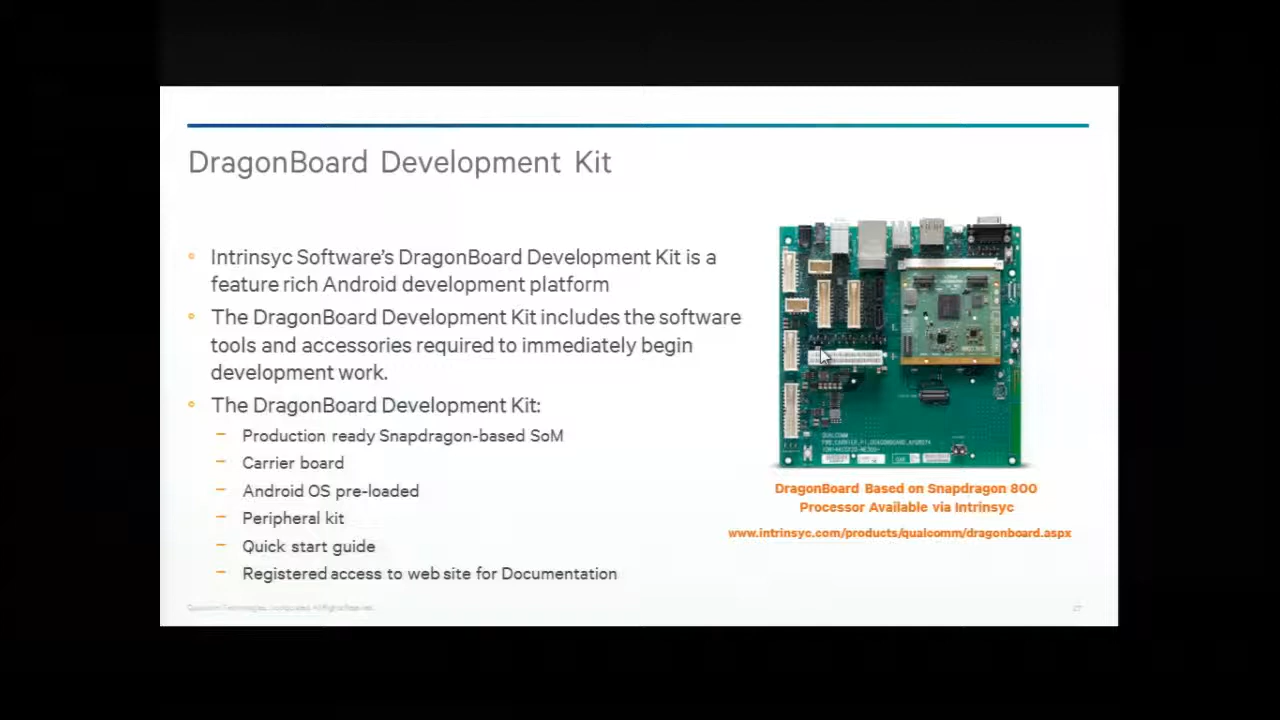 DragonBoard Development Kit
Intrinsyc Software's DragonBoard Development Kit is a
feature rich Android development platform
The DragonBoard Development Kit includes the software
tools and accessories required to immediately begin
development work.
The DragonBoard Development Kit:
Production ready Snapdragon-based SoM
Carrier board
Android OS pre-loaded
Peripheral kit
Quick start guide
Registered access to web site for Documentation
QUALCOMM
DragonBoard Based on Snapdragon 800
Processor Available via Intrinsyc
www.intrinsyc.com/products/qualcomm/dragonboard.aspx
27